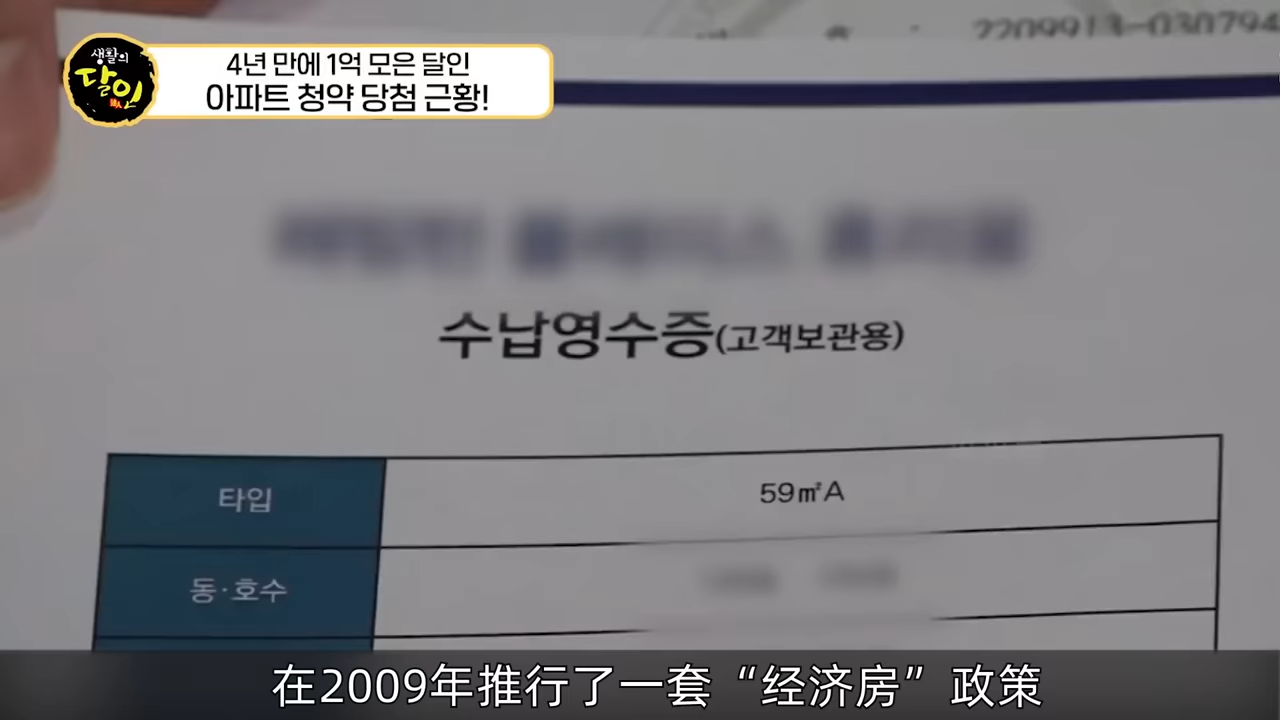 생활의
달인
4년 만에 1억 모은 달인
아파트 청약 당첨 근황!
수납영수증(고객보관용)
타입
59㎡A
동·호수
在2009年推行了一套“经济房”政策